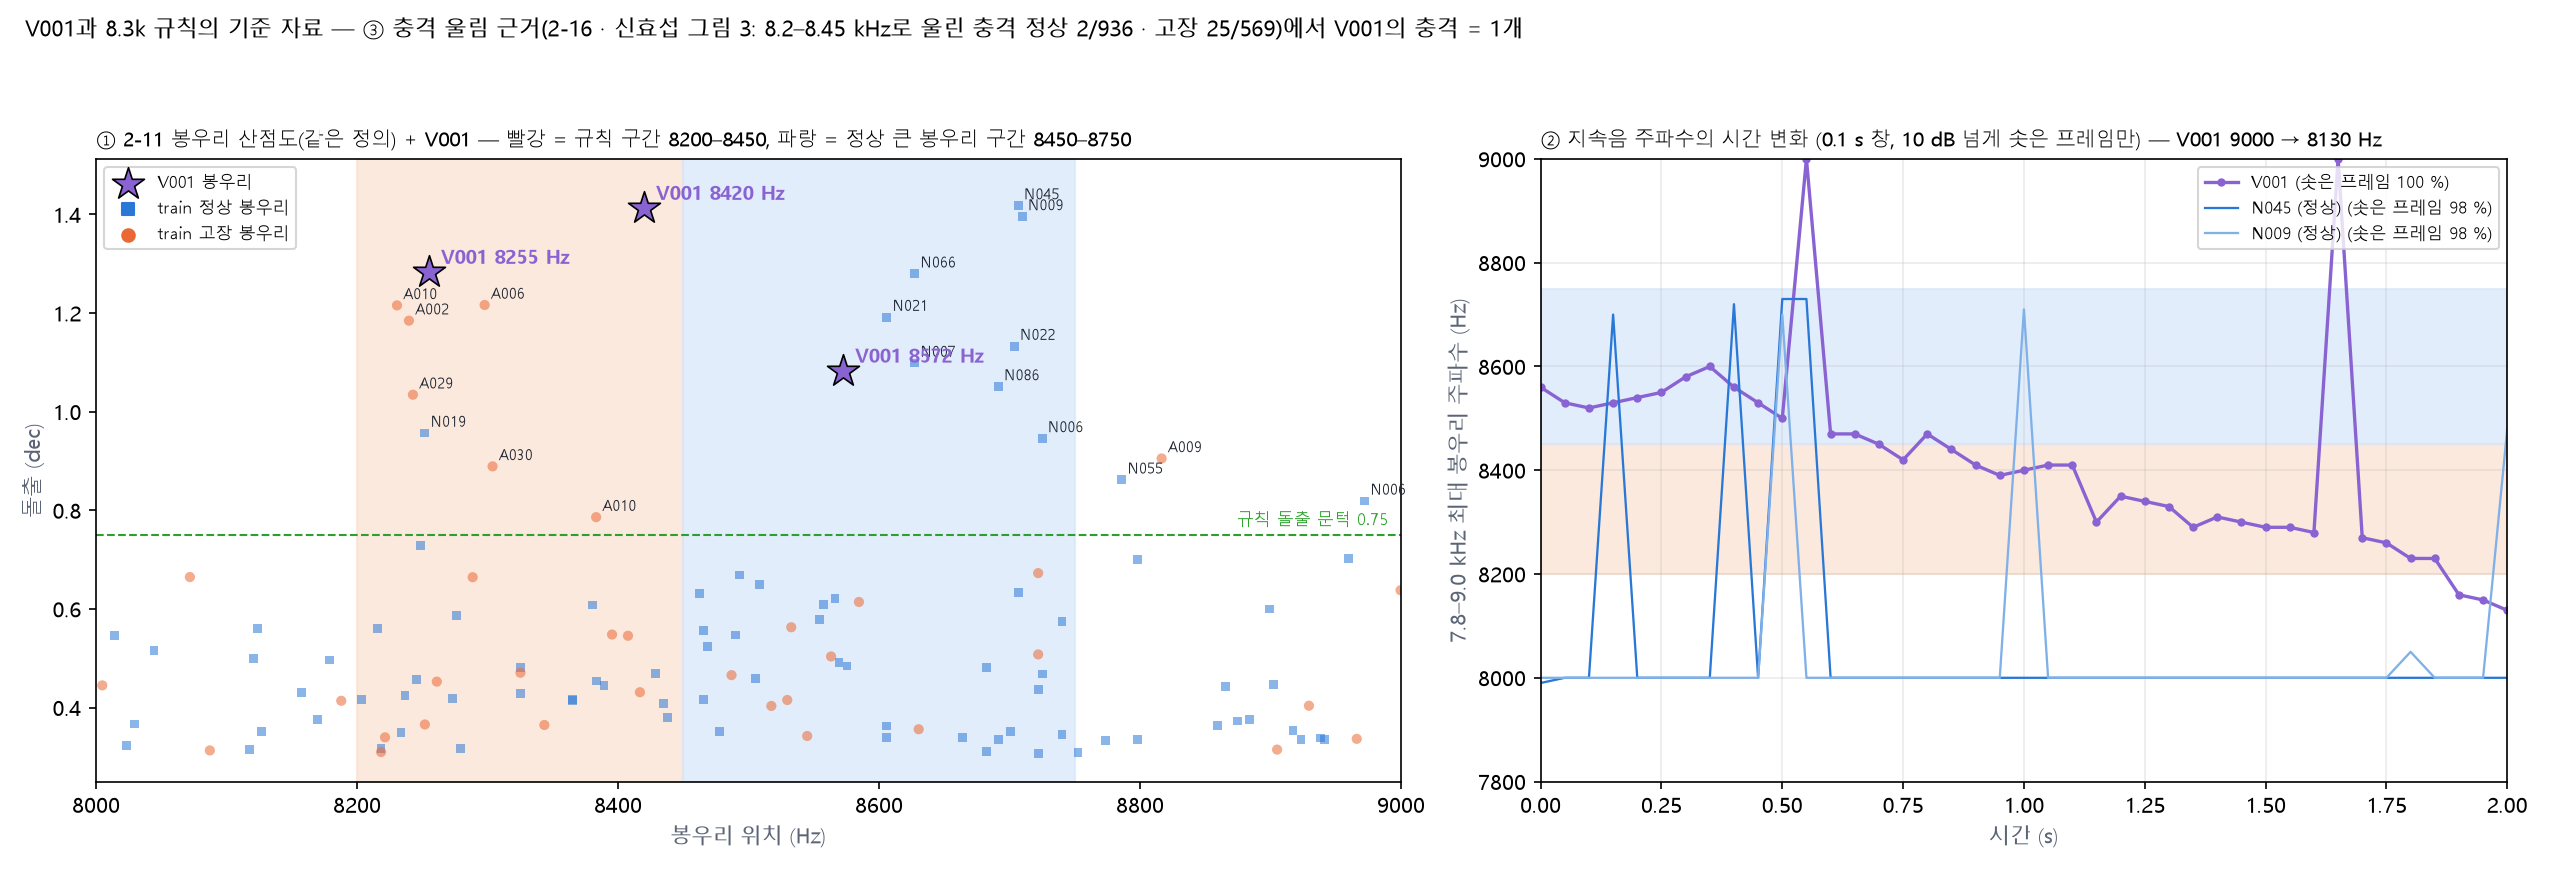 V001과 8.3k 규칙의 기준 자료 — ③ 충격 울림 근거(2-16 · 신효섭 그림 3: 8.2–8.45 kHz로 울린 충격 정상 2/936 · 고장 25/569)에서 V001의 충격 = 1개
① 2-11 봉우리 산점도(같은 정의) + V001 — 빨강 = 규칙 구간 8200–8450, 파랑 = 정상 큰 봉우리 구간 8450–8750
V001 봉우리
train 정상 봉우리
train 고장 봉우리
V001 8420 Hz
N045
N009
V001 8255 Hz
N066
A010
A006
A002
N021
N022
V001 8572 Hz
N007
N086
A029
N019
N006
A030
A009
N055
N006
A010
규칙 돌출 문턱 0.75
1.4
1.2
1.0
0.8
0.6
0.4
돌출 (dec)
8000
8200
8400
8600
8800
9000
봉우리 위치 (Hz)
② 지속음 주파수의 시간 변화 (0.1 s 창, 10 dB 넘게 솟은 프레임만) — V001 9000 → 8130 Hz
V001 (솟은 프레임 100 %)
N045 (정상) (솟은 프레임 98 %)
N009 (정상) (솟은 프레임 98 %)
9000
8800
8600
8400
8200
8000
7800
7.8–9.0 kHz 최대 봉우리 주파수 (Hz)
0.00
0.25
0.50
0.75
1.00
1.25
1.50
1.75
2.00
시간 (s)